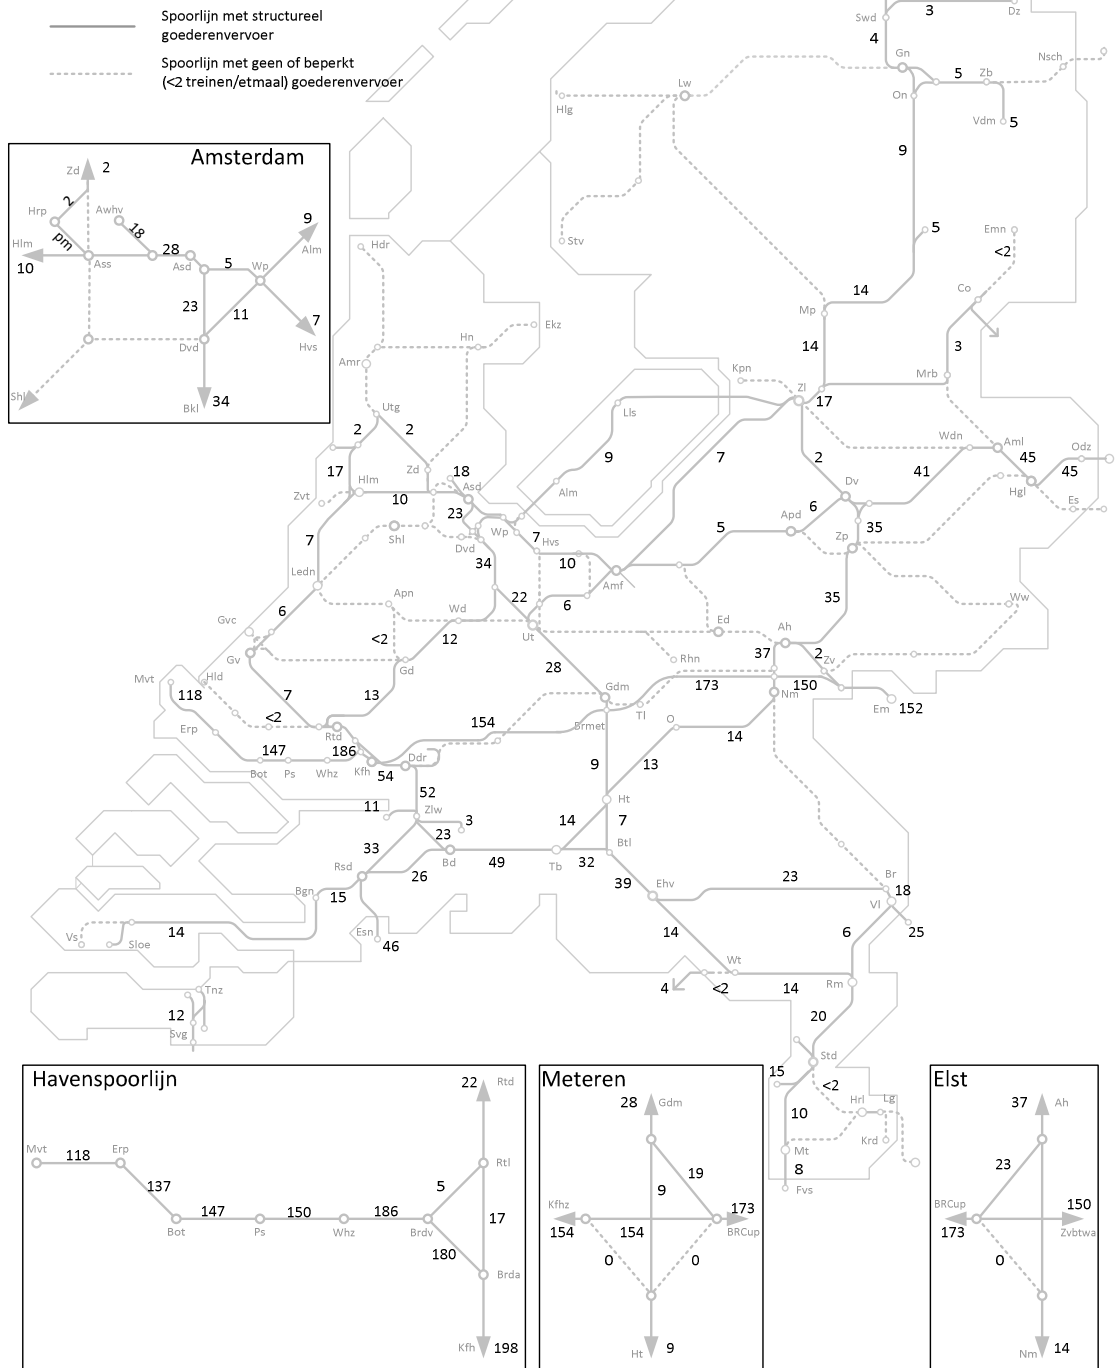 Spoorlijn met structureel
goederenvervoer
Spoorlijn met geen of beperkt
(<2 treinen/etmaal) goederenvervoer
Swd
3
Dz
4
Gn
Nsch
Lw
5
Zb
On
Hlg
Vdm
5
9
Stv
5
Emn
<2
Hdr
Co
14
Mp
Ekz
Hn
14
3
Amr
Kpn
Mrb
Zl
17
Utg
Lls
2
2
Wdn
Aml
Odz
17
Zd
18
9
7
2
41
45
45
Hlm
Asd
Dv
Hgl
Zvt
10
Alm
6
Es
23
Apd
7
Shl
Wp
7
Hvs
5
35
Dvd
Zp
34
10
Ledn
Amf
Apn
22
6
35
Ww
6
Wd
Gvc
<2
12
Ut
Ed
Ah
Gv
37
2
Rhn
Zv
Gd
28
Mvt
118
Hld
7
13
173
150
Gdm
Nm
Em
152
<2
Tl
Erp
154
Brmet
O
Rtd
14
147
186
Ddr
Bot
Ps
Whz
Kfh
54
9
13
52
11
Zlw
Ht
3
14
7
23
33
Btl
Bd
49
Tb
32
Rsd
26
Br
39
Ehv
23
18
Bgn
15
Vl
Vs
Sloe
14
Esn
46
14
6
25
Wt
4
<2
14
Rm
Tnz
12
20
Svg
Std
15
<2
10
Hrl
Lg
Krd
Mt
8
Fvs
Amsterdam
Zd
2
2
Hrp
Awhv
9
18
pm
Hlm
28
Alm
10
Ass
Asd
5
Wp
23
11
7
Dvd
Hvs
Shl
Bkl
34
Havenspoorlijn
22
Rtd
Mvt
118
Erp
Rtl
137
5
147
150
186
17
Bot
Ps
Whz
Brdv
180
Brda
Kfh
198
Meteren
28
Gdm
19
9
Kfhz
173
154
154
BRCup
0
0
Ht
9
Elst
37
Ah
23
BRCup
150
173
Zvbtwa
0
Nm
14